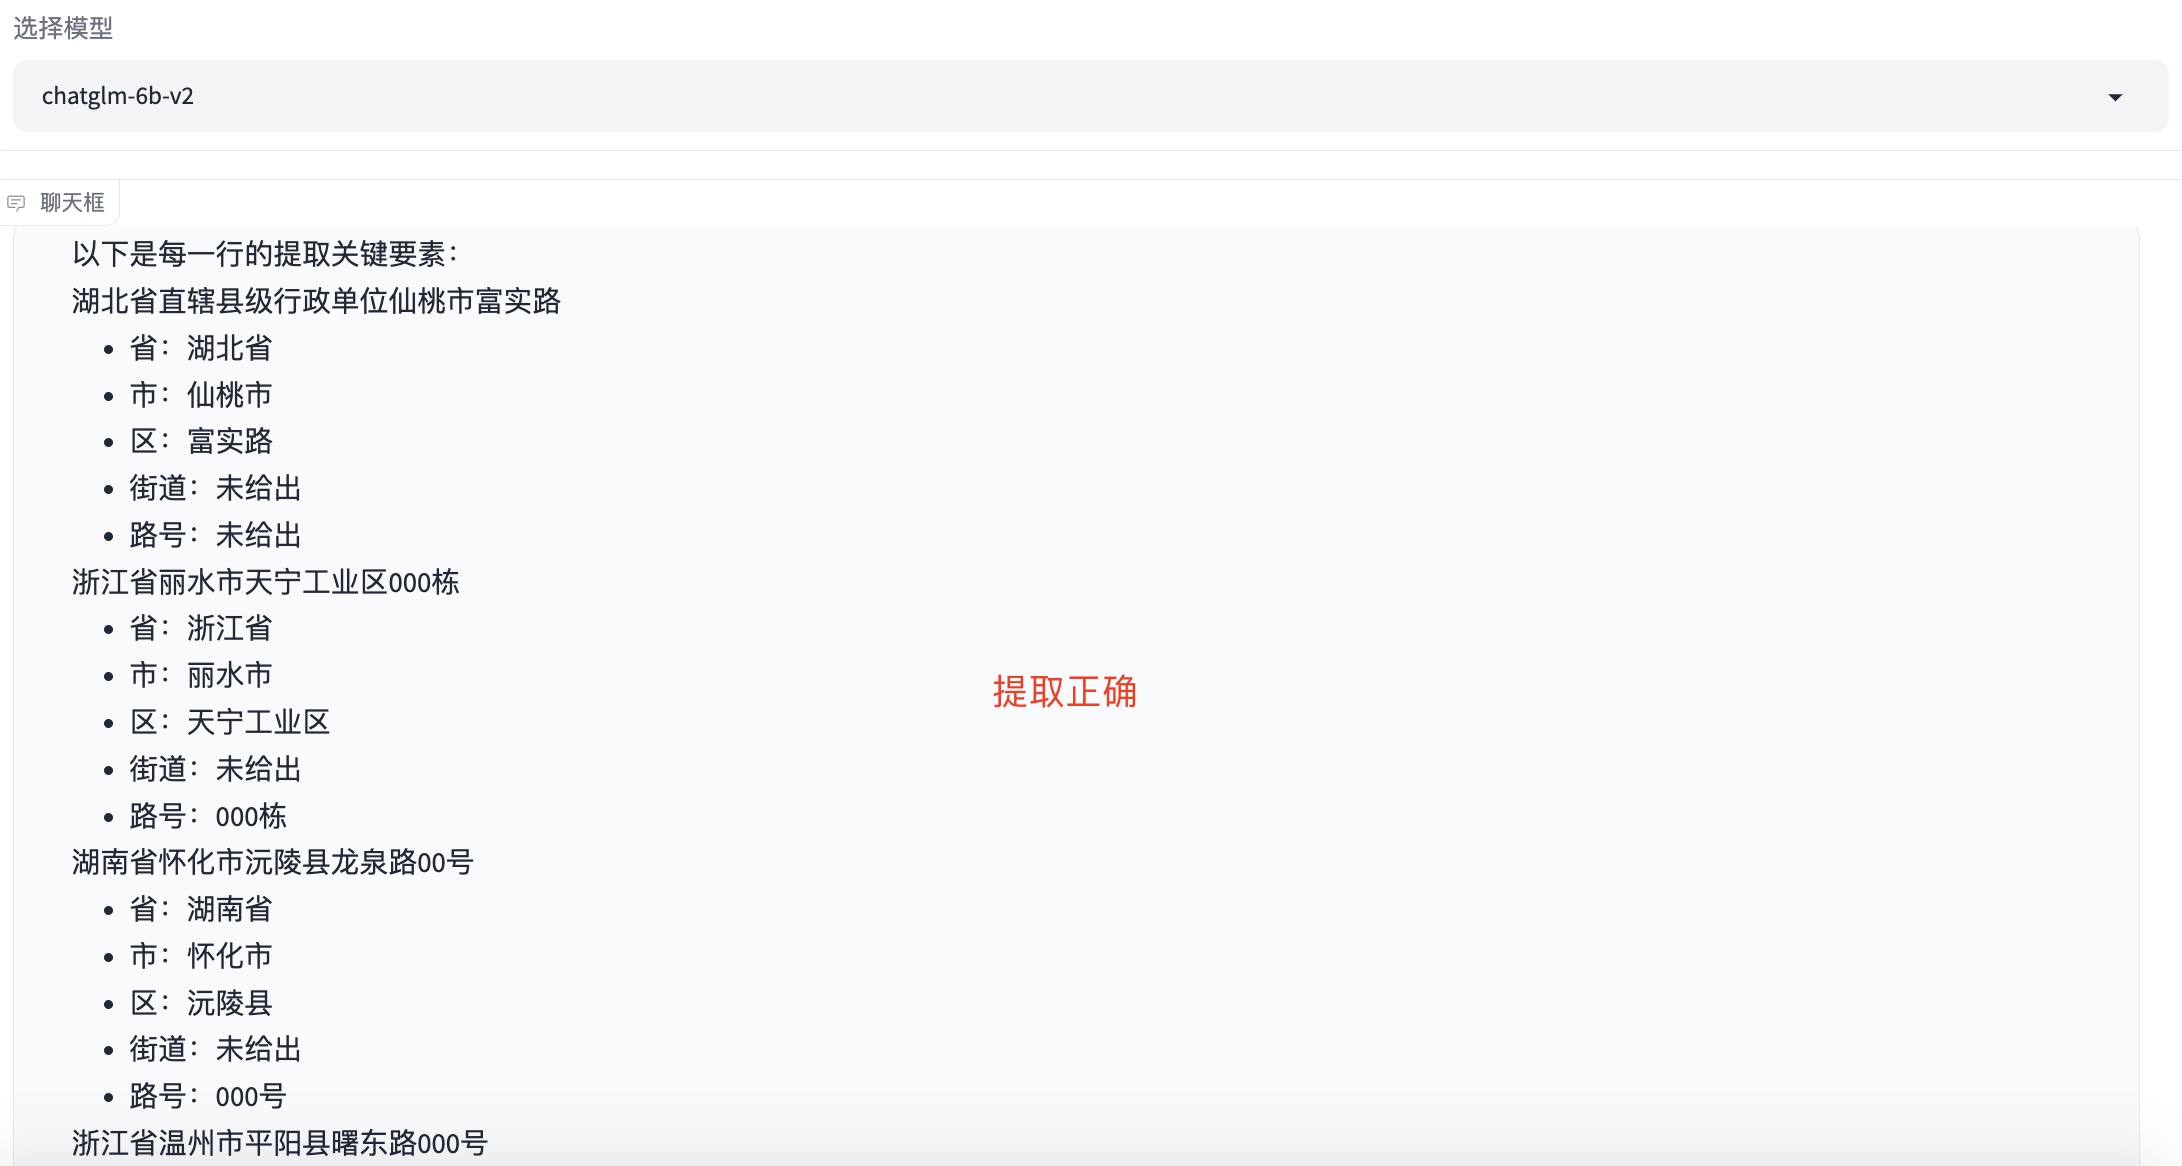 选择模型
chatglm-6b-v2
聊天框
以下是每一行的提取关键要素：
湖北省直辖县级行政单位仙桃市富实路
• 省：湖北省
• 市：仙桃市
• 区：富实路
• 街道：未给出
• 路号：未给出
浙江省丽水市天宁工业区000栋
• 省：浙江省
• 市：丽水市
• 区：天宁工业区
• 街道：未给出
• 路号：000栋
提取正确
湖南省怀化市沅陵县龙泉路00号
• 省：湖南省
• 市：怀化市
• 区：沅陵县
• 街道：未给出
• 路号：000号
浙江省温州市平阳县曙东路000号